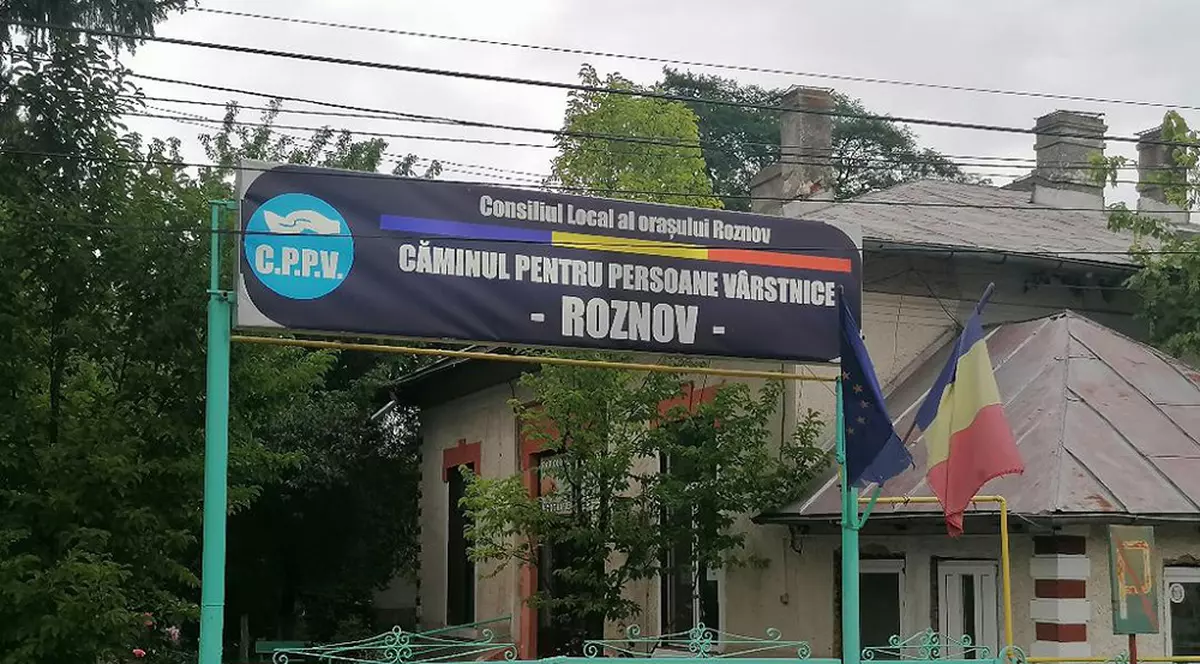 C.P.P.V.
Consiliul Local al orașului Roznov
CĂMINUL PENTRU PERSOANE VÂRSTNICE
- ROZNOV -